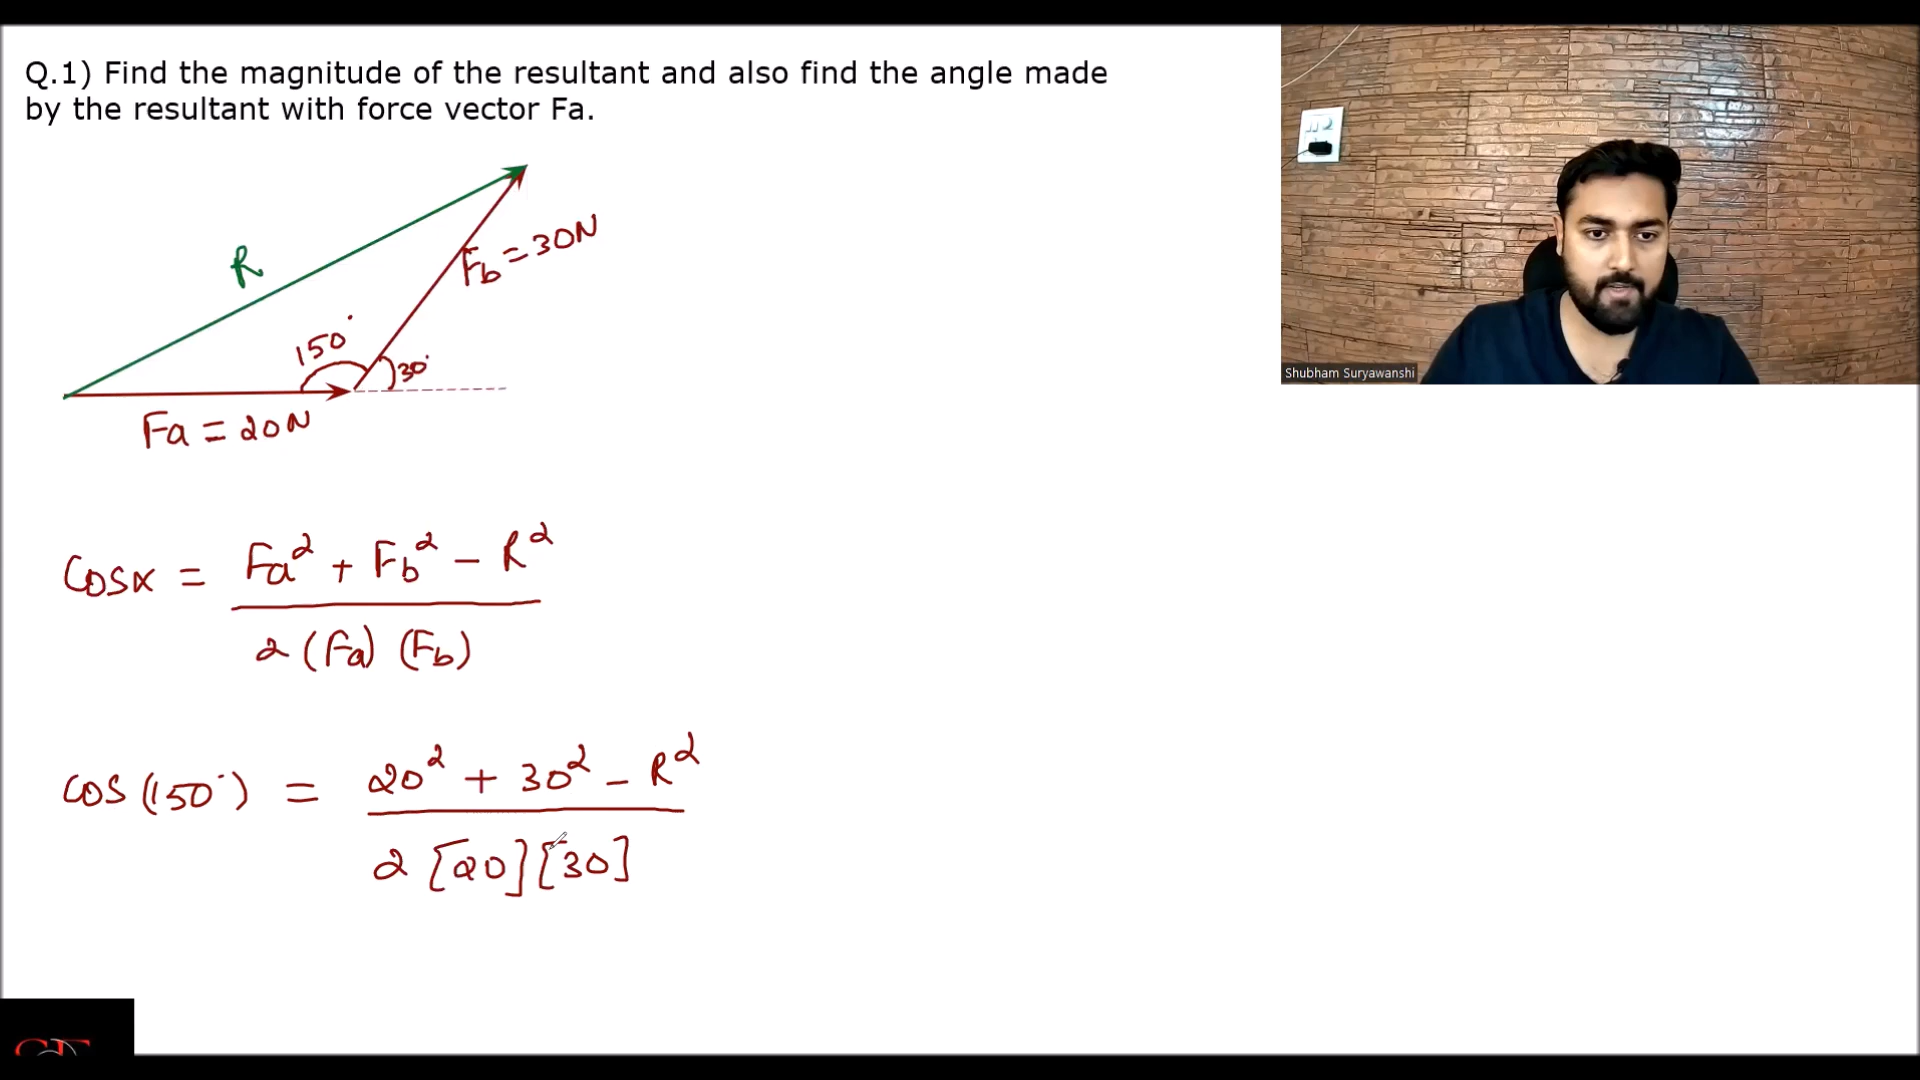 Q.1) Find the magnitude of the resultant and also find the angle made
by the resultant with force vector Fa.
R
Fb = 30N
150°
30°
Fa = 20N
Cosα = Fa² + Fb² - R²
2 (Fa) (Fb)
cos (150°) = 20² + 30² - R²
2 [20][30]
Shubham Suryawanshi